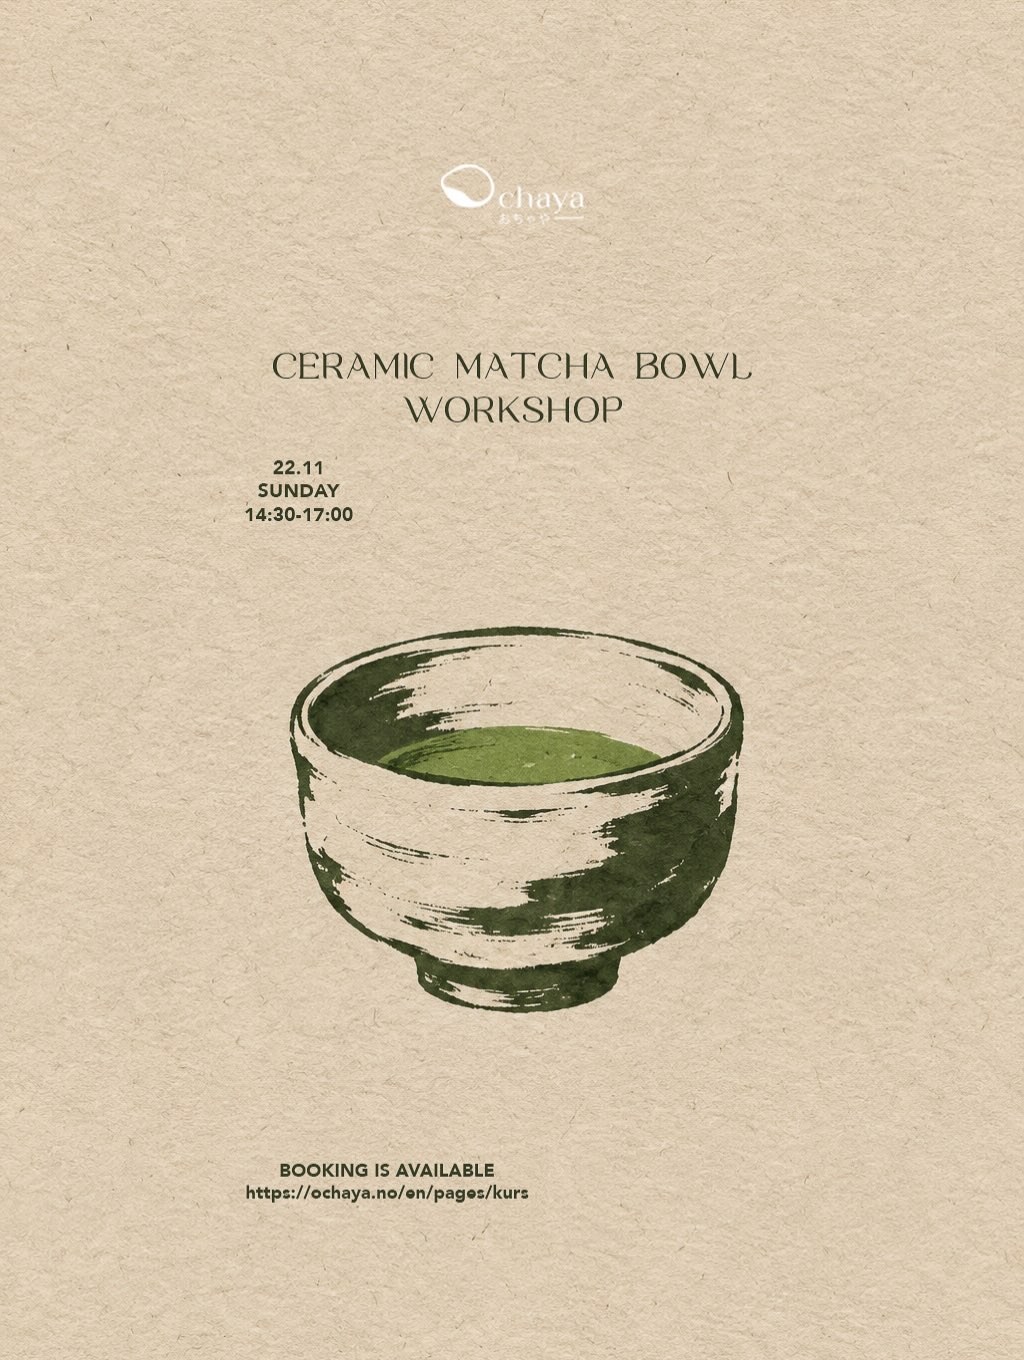 Ochaya
おちゃや
CERAMIC MATCHA BOWL
WORKSHOP
22.11
SUNDAY
14:30-17:00
BOOKING IS AVAILABLE
https://ochaya.no/en/pages/kurs